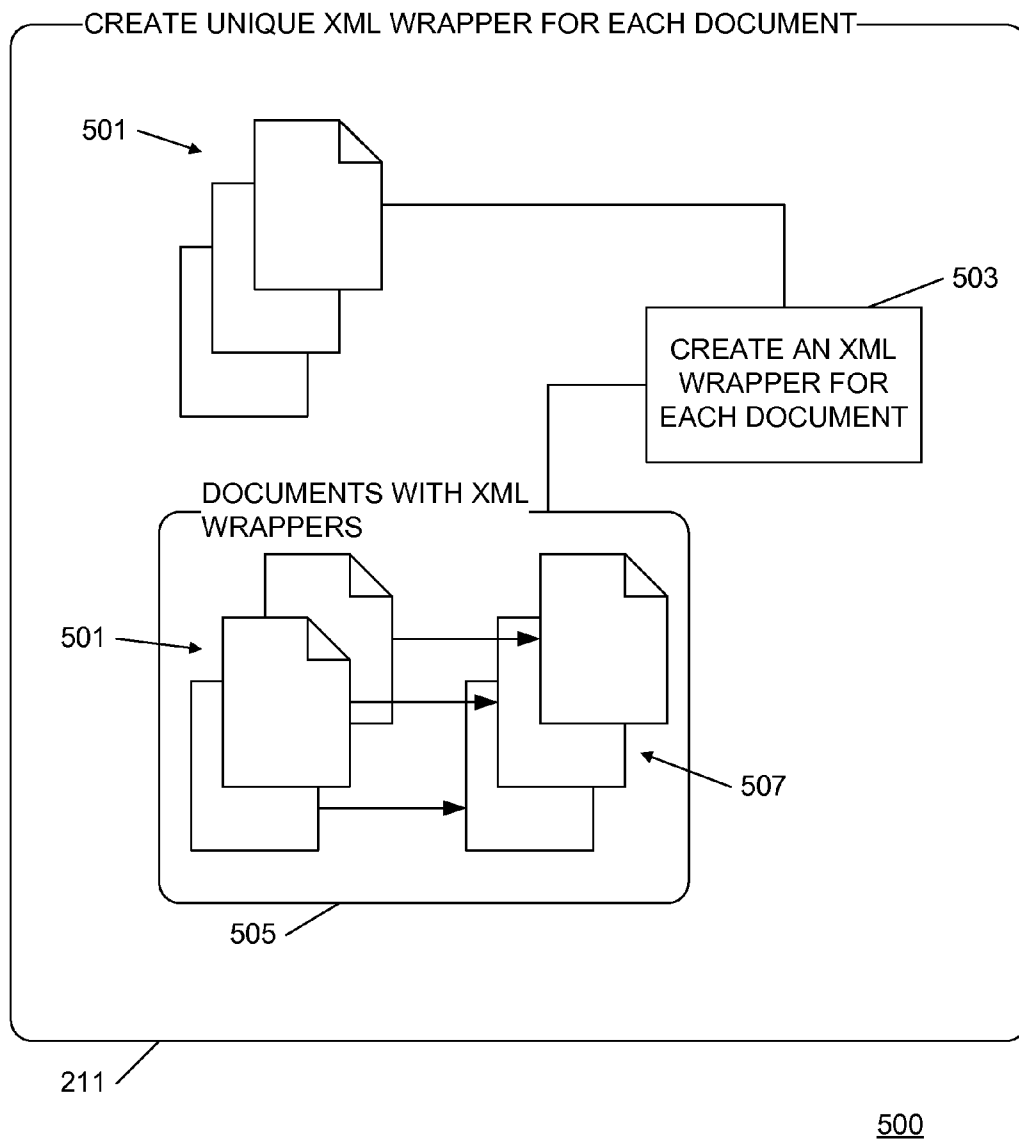 CREATE UNIQUE XML WRAPPER FOR EACH DOCUMENT
501
503
CREATE AN XML
WRAPPER FOR
EACH DOCUMENT
DOCUMENTS WITH XML
WRAPPERS
501
507
505
211
500